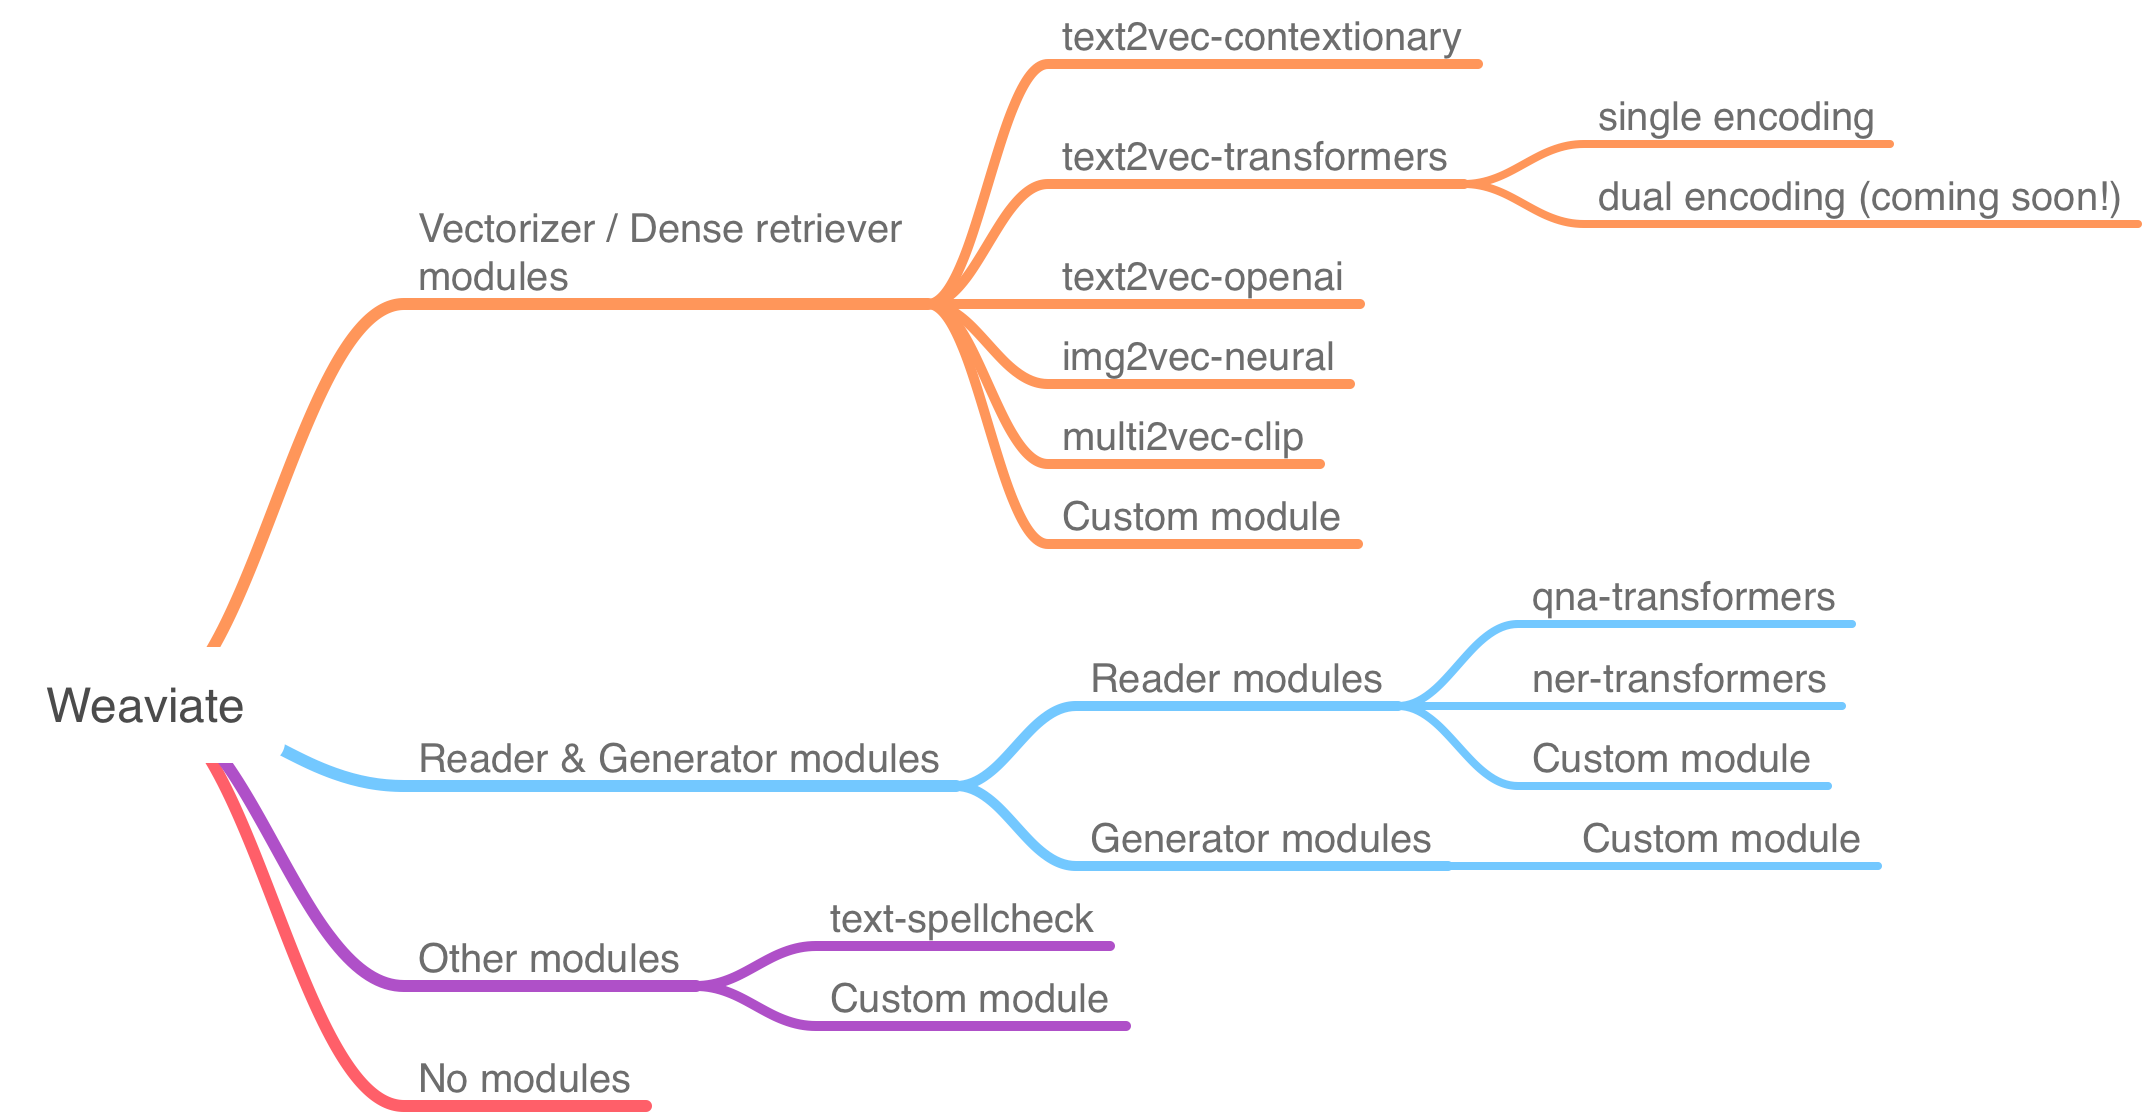 text2vec-contextionary
single encoding
text2vec-transformers
dual encoding (coming soon!)
Vectorizer / Dense retriever
modules
text2vec-openai
img2vec-neural
multi2vec-clip
Custom module
qna-transformers
Reader modules
ner-transformers
Weaviate
Reader & Generator modules
Custom module
Generator modules
Custom module
text-spellcheck
Other modules
Custom module
No modules